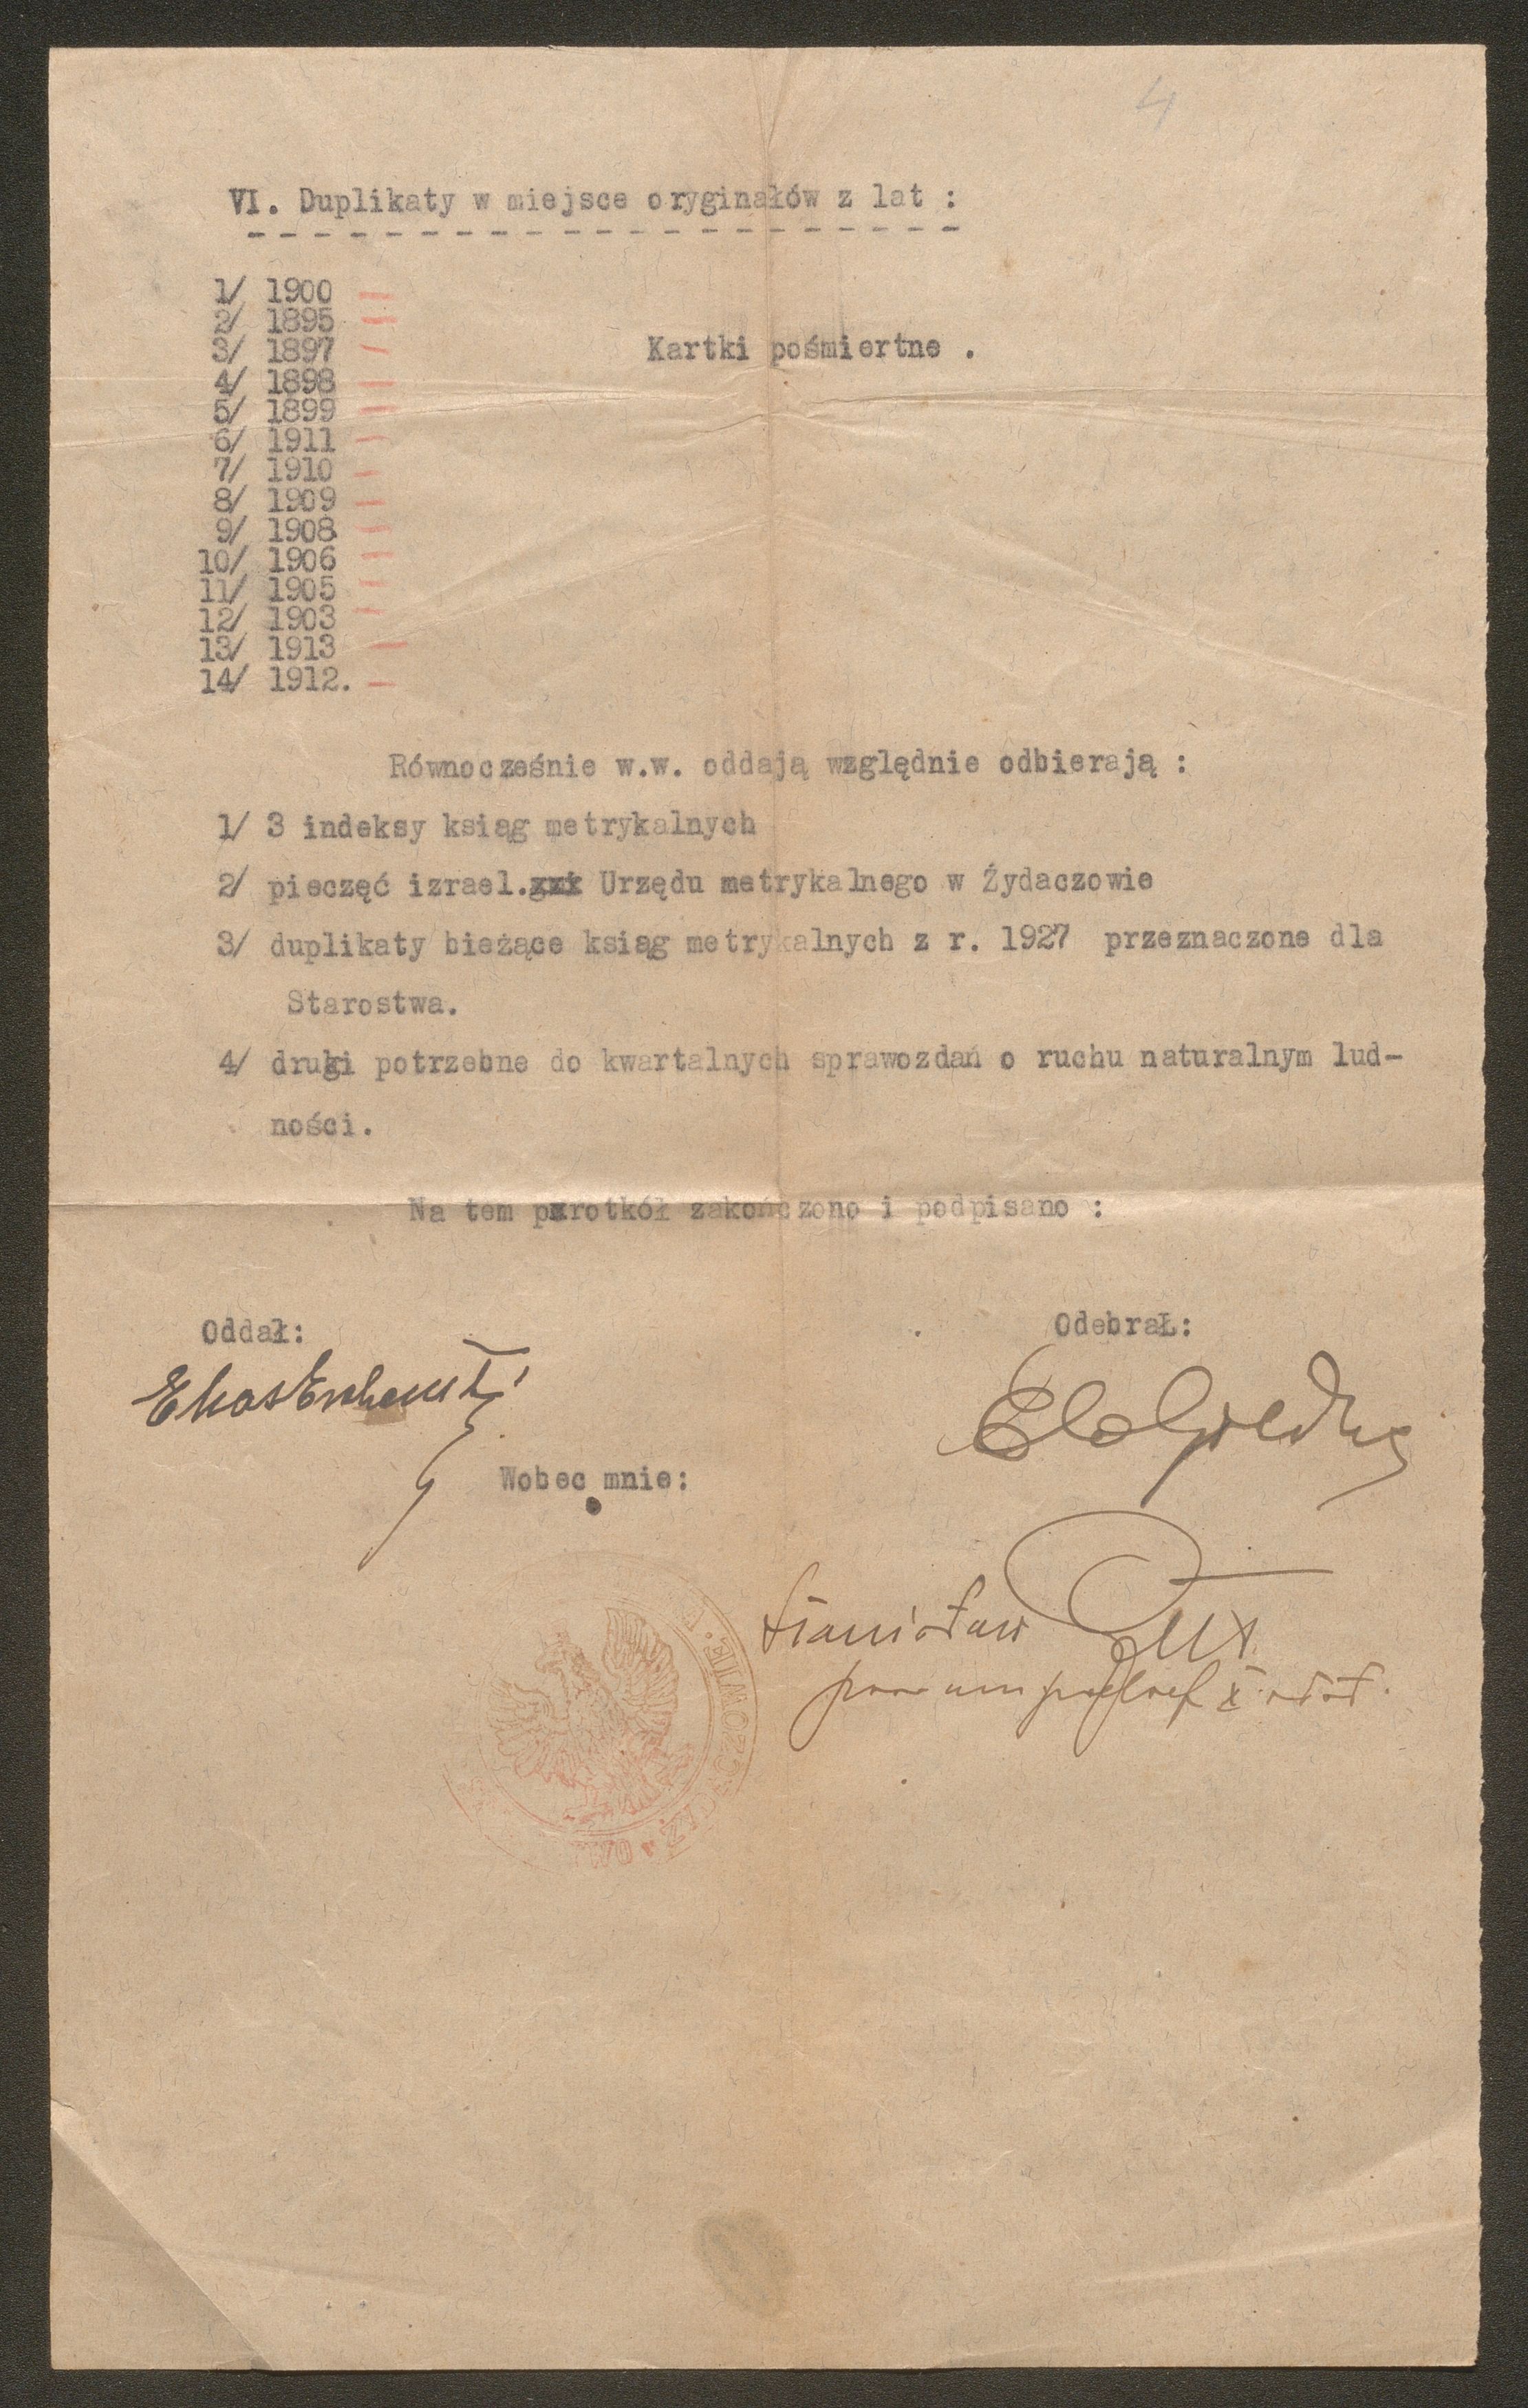 4
VI. Duplikaty w miejsce oryginałów z lat :
1/ 1900 —
2/ 1895 —
3/ 1897 —
Kartki pośmiertne .
4/ 1898 —
5/ 1899 —
6/ 1911 —
7/ 1910 —
8/ 1909 —
9/ 1908 —
10/ 1906 —
11/ 1905 —
12/ 1903 —
13/ 1913 —
14/ 1912. —
Równocześnie w.w. oddają względnie odbierają :
1/ 3 indeksy ksiąg metrykalnych
2/ pieczęć izrael. Urzędu metrykalnego w Żydaczowie
3/ duplikaty bieżące ksiąg metrykalnych z r. 1927 przeznaczone dla
Starostwa.
4/ druki potrzebne do kwartalnych sprawozdań o ruchu naturalnym lud-
ności.
Na tem pxrotkół zakończono i podpisano :
Oddał:
Odebrał:
Wobec mnie:
Stanisław
ŻYDACZOWIE